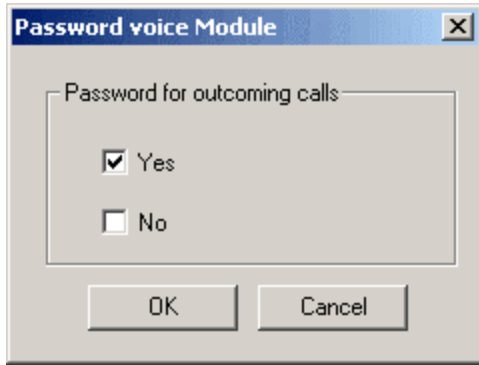 Password voice Module
Password for outcoming calls
Yes
No
OK Cancel